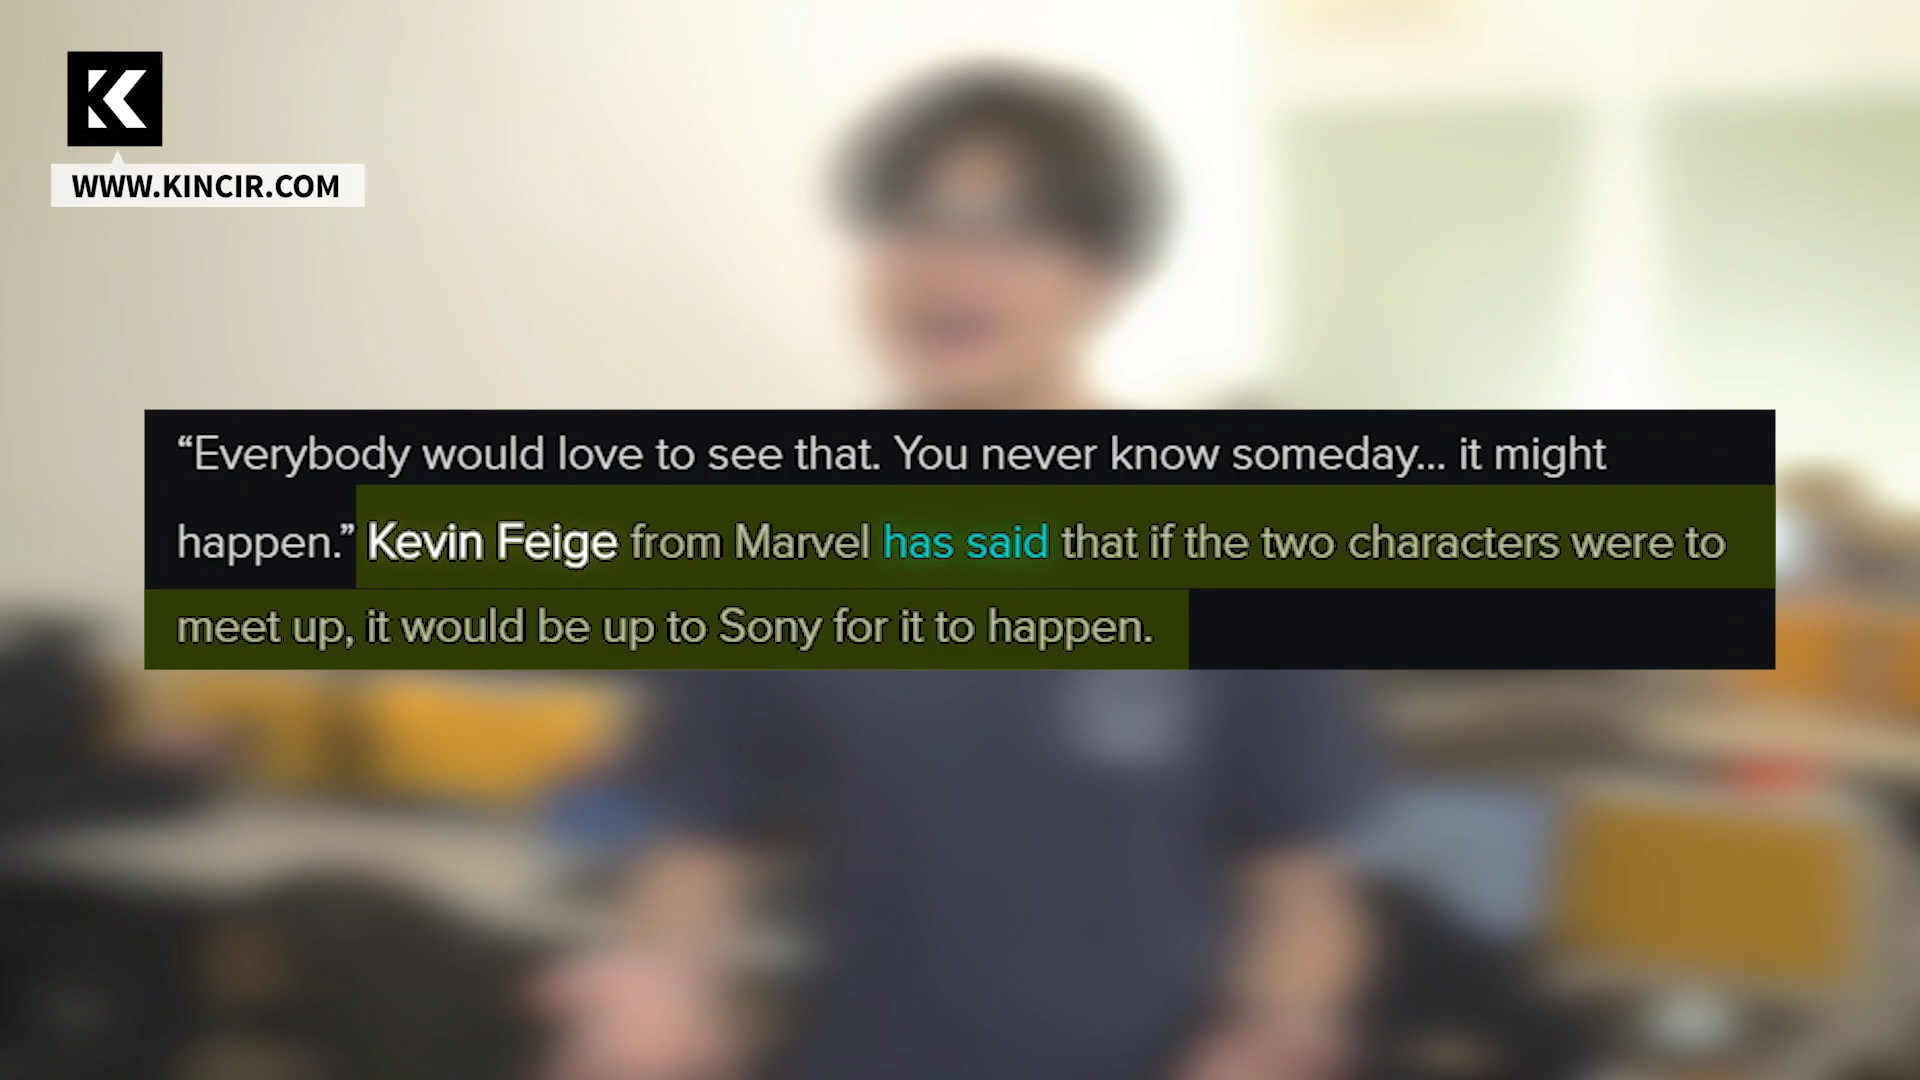 WWW.KINCIR.COM
“Everybody would love to see that. You never know someday... it might
happen.” Kevin Feige from Marvel has said that if the two characters were to
meet up, it would be up to Sony for it to happen.